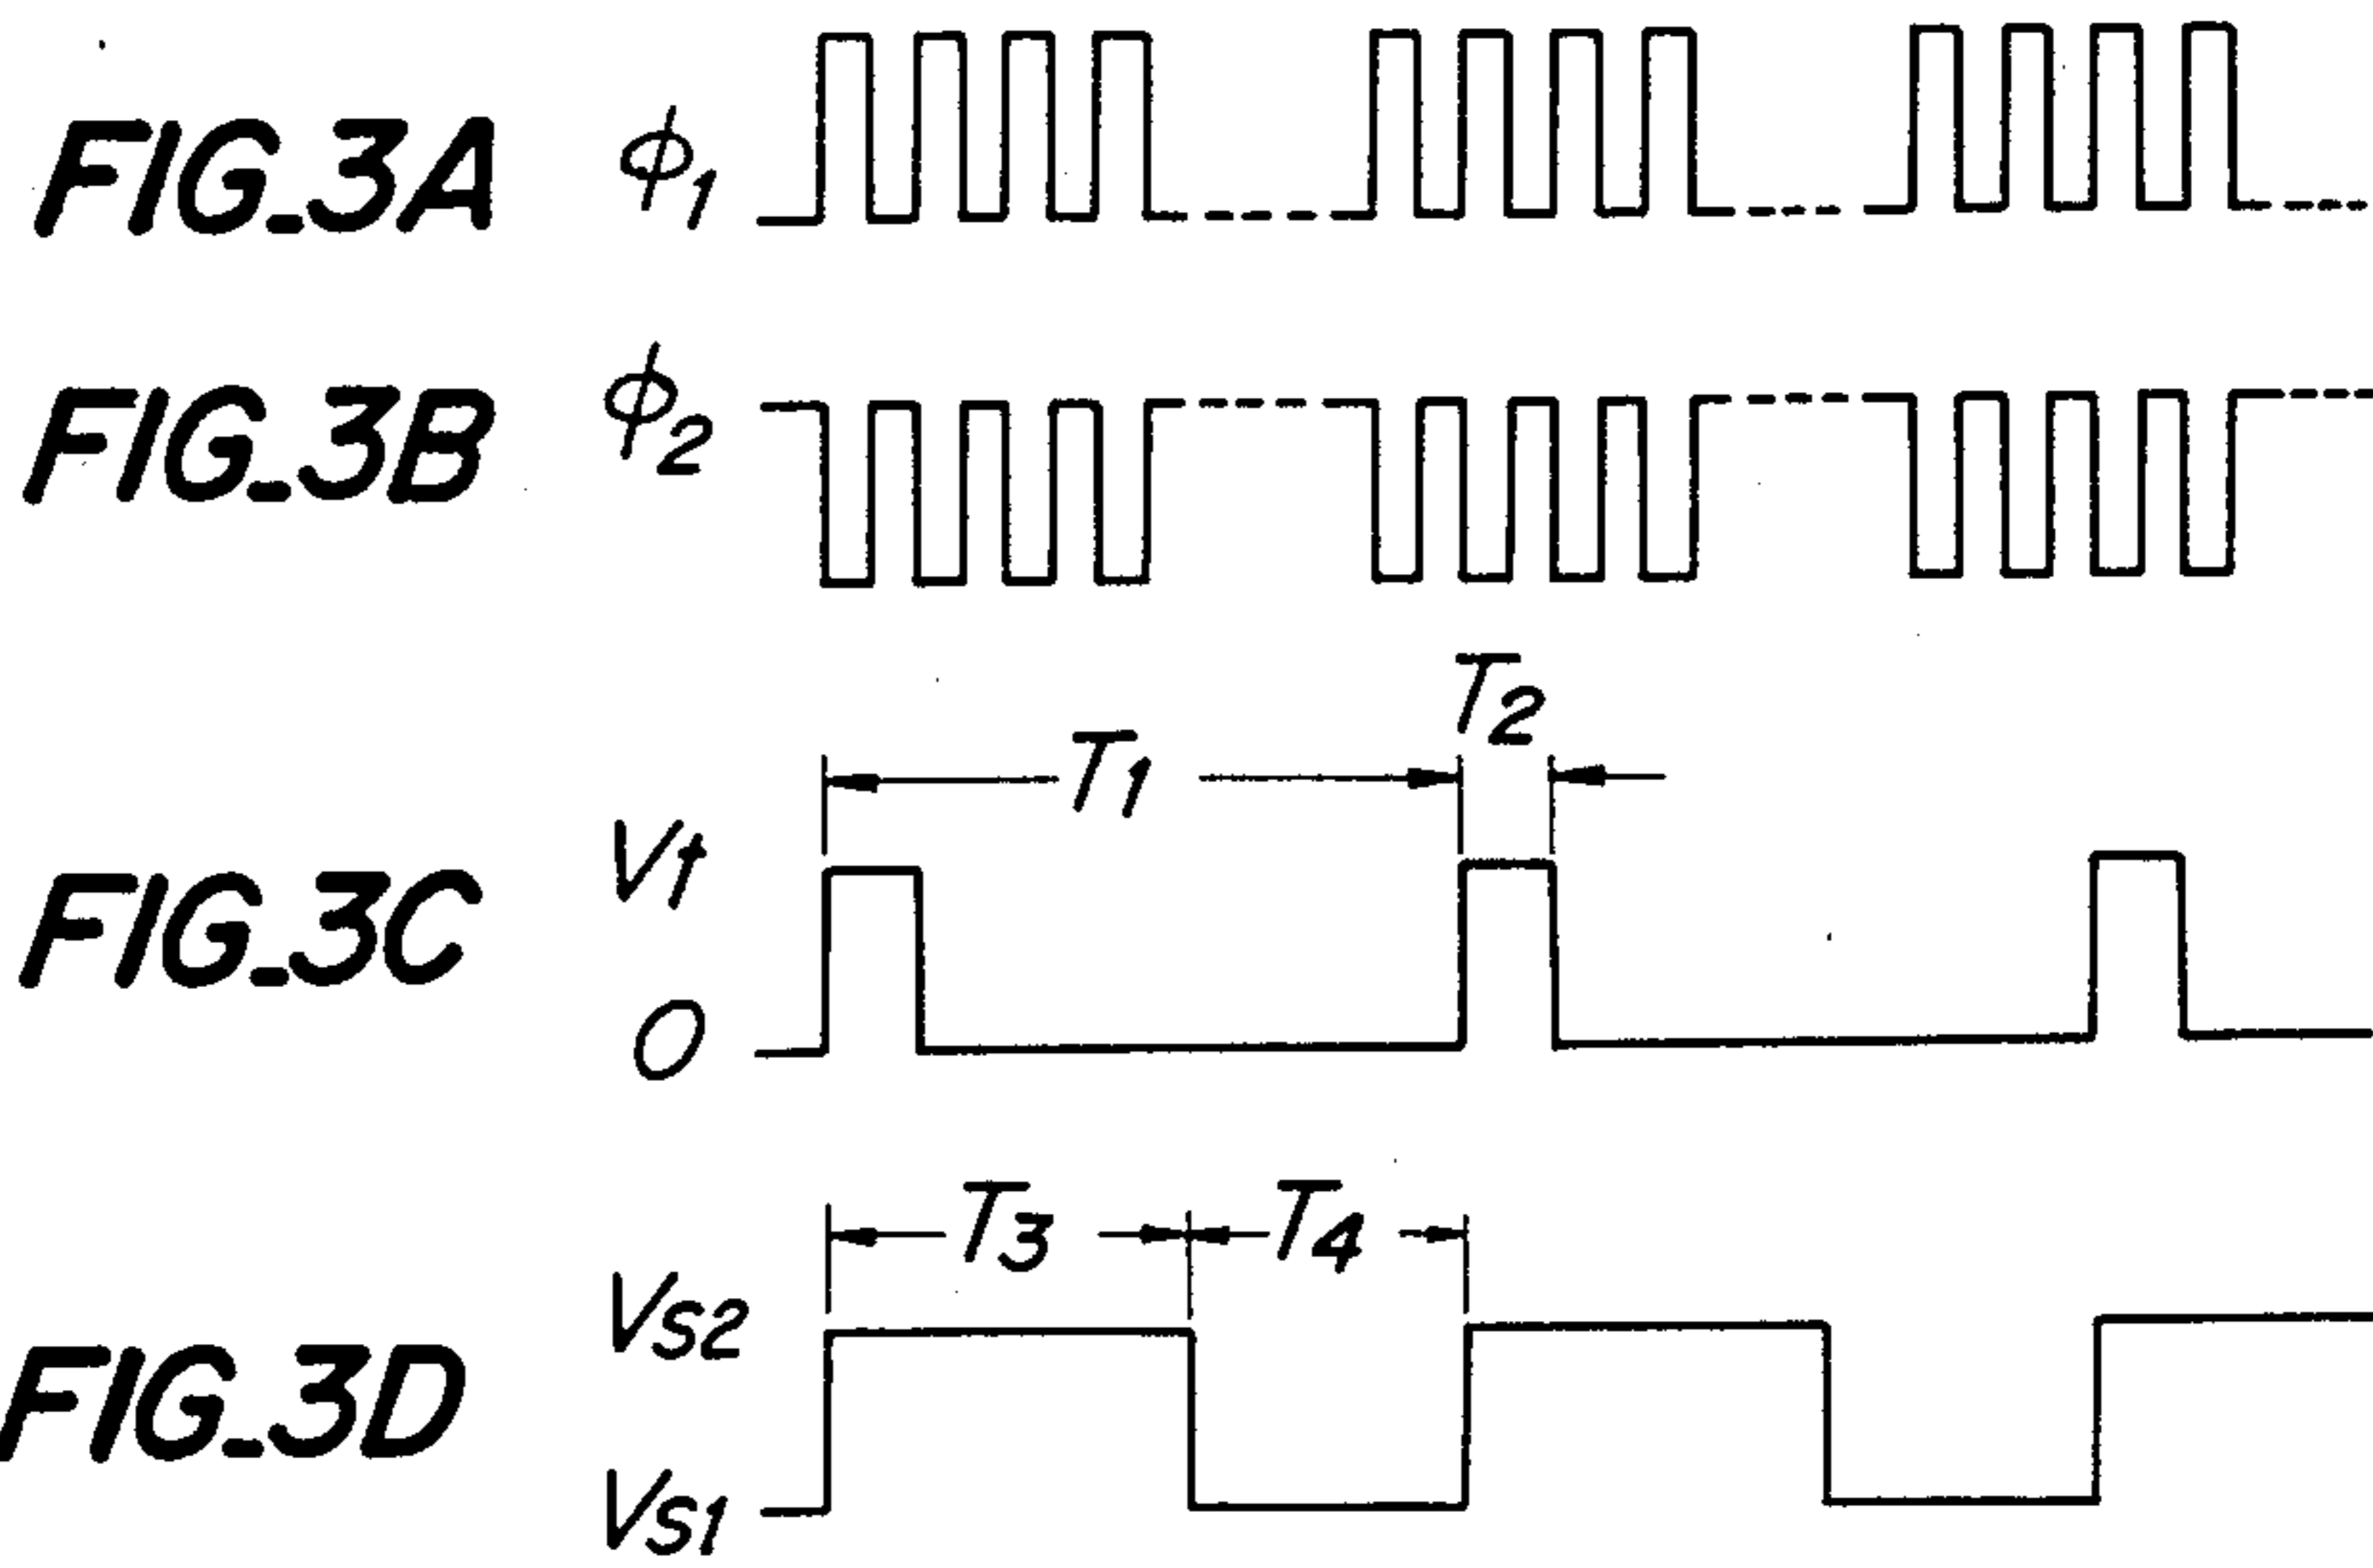 FIG_3A
ϕ1
FIG_3B
ϕ2
T2
T1
FIG_3C
Vt
0
T3
T4
FIG_3D
VS2
VS1